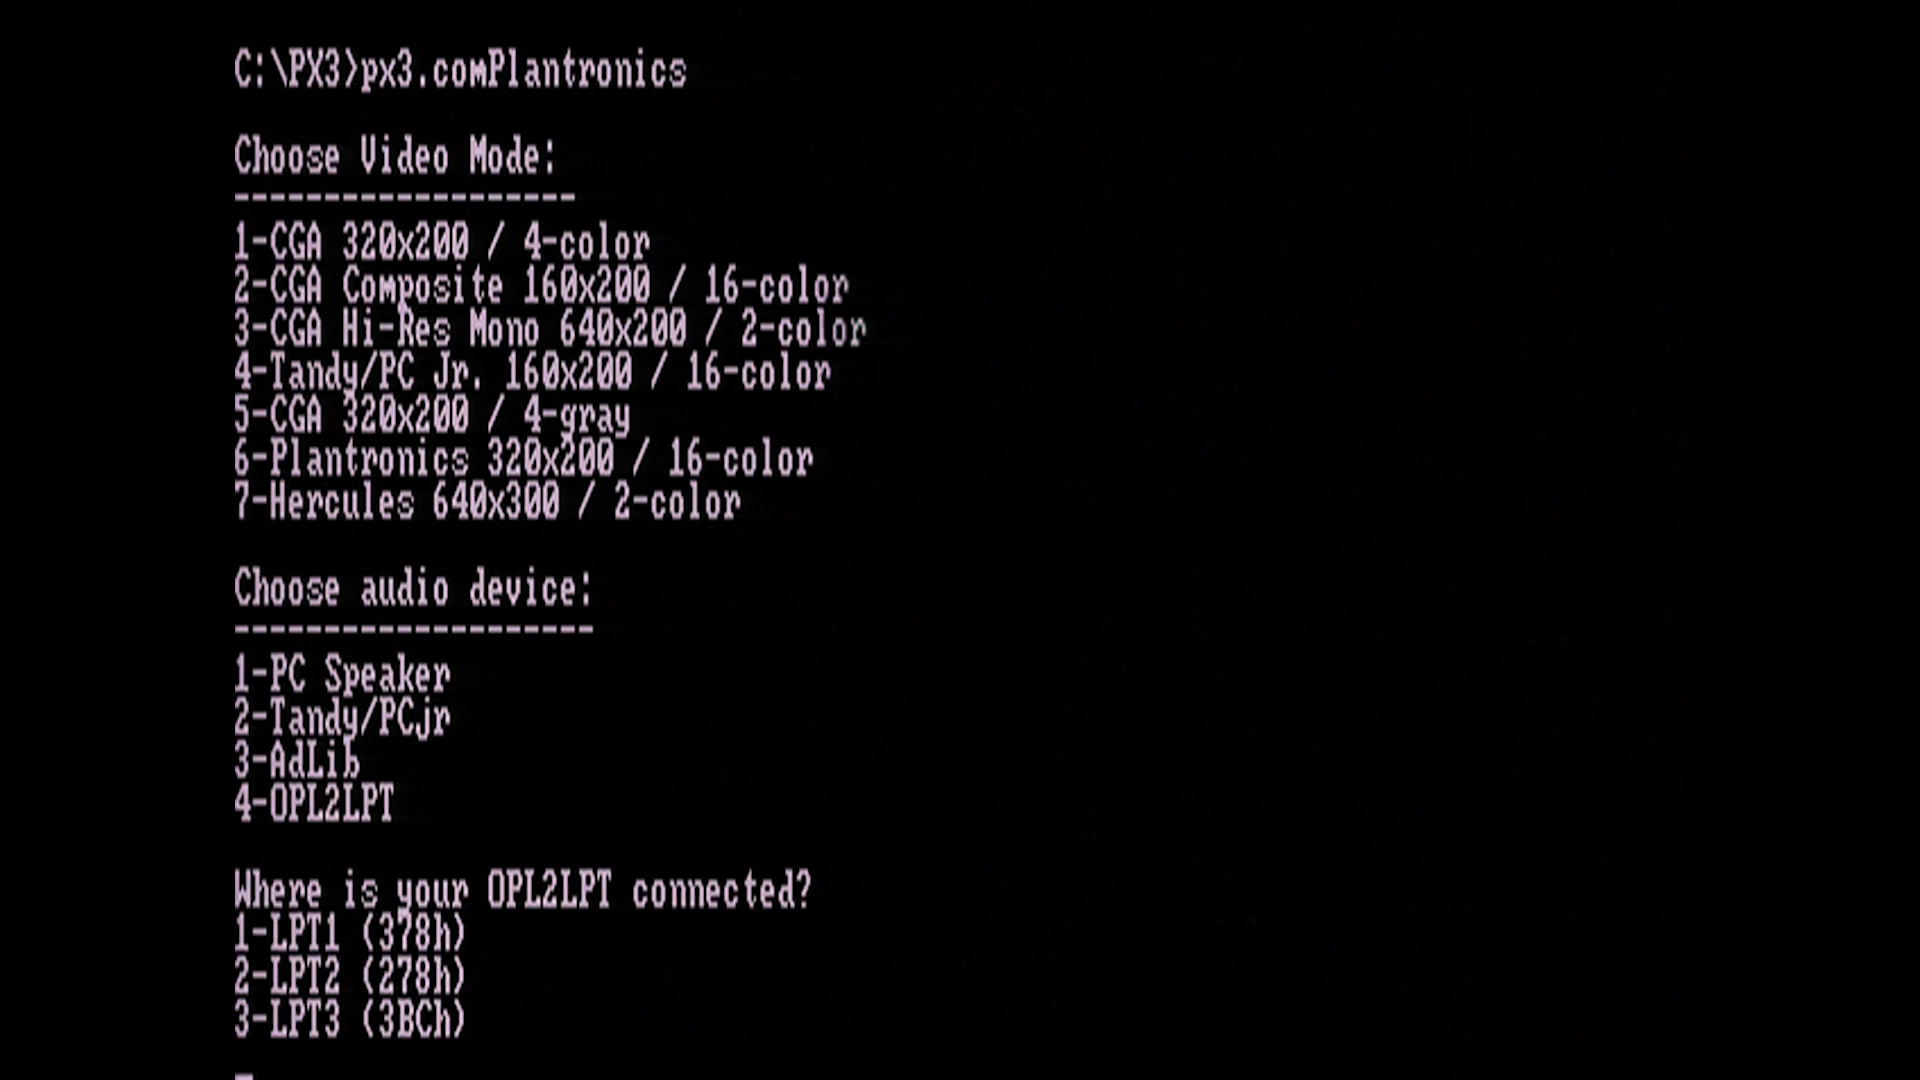 C:\PX3>px3.comPlantronics
Choose Video Mode:
-------------------
1-CGA 320x200 / 4-color
2-CGA Composite 160x200 / 16-color
3-CGA Hi-Res Mono 640x200 / 2-color
4-Tandy/PC Jr. 160x200 / 16-color
5-CGA 320x200 / 4-gray
6-Plantronics 320x200 / 16-color
7-Hercules 640x300 / 2-color
Choose audio device:
--------------------
1-PC Speaker
2-Tandy/PCjr
3-AdLib
4-OPL2LPT
Where is your OPL2LPT connected?
1-LPT1 (378h)
2-LPT2 (278h)
3-LPT3 (3BCh)